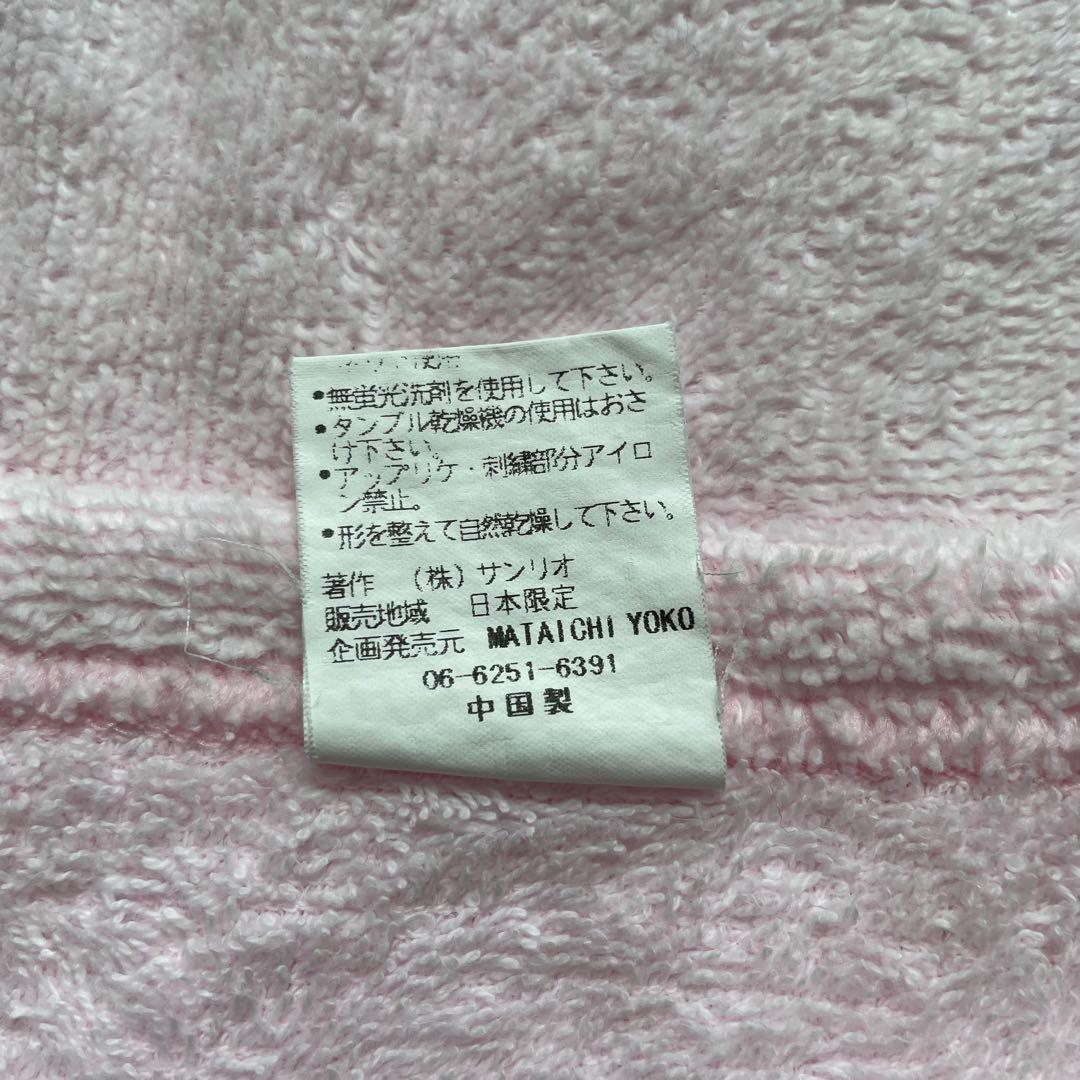 使用
・無蛍光洗剤を使用して下さい。
・タンブル乾燥機の使用はおさ
け下さい。
・アップリケ・刺繍部分アイロ
ン禁止。
・形を整えて自然乾燥して下さい。
著作 (株)サンリオ
販売地域 日本限定
企画発売元 MATAICHI YOKO
06-6251-6391
中国製